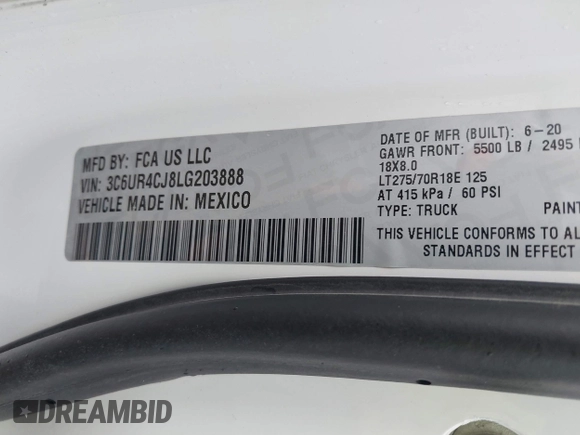 MFD BY: FCA US LLC
VIN: 3C6UR4CJ8LG203888
VEHICLE MADE IN: MEXICO
DATE OF MFR (BUILT): 6-20
GAWR FRONT: 5500 LB / 2495
18X8.0
LT275/70R18E 125
AT 415 kPa / 60 PSI
TYPE: TRUCK
PAINT
THIS VEHICLE CONFORMS TO AL
STANDARDS IN EFFECT
DREAMBID